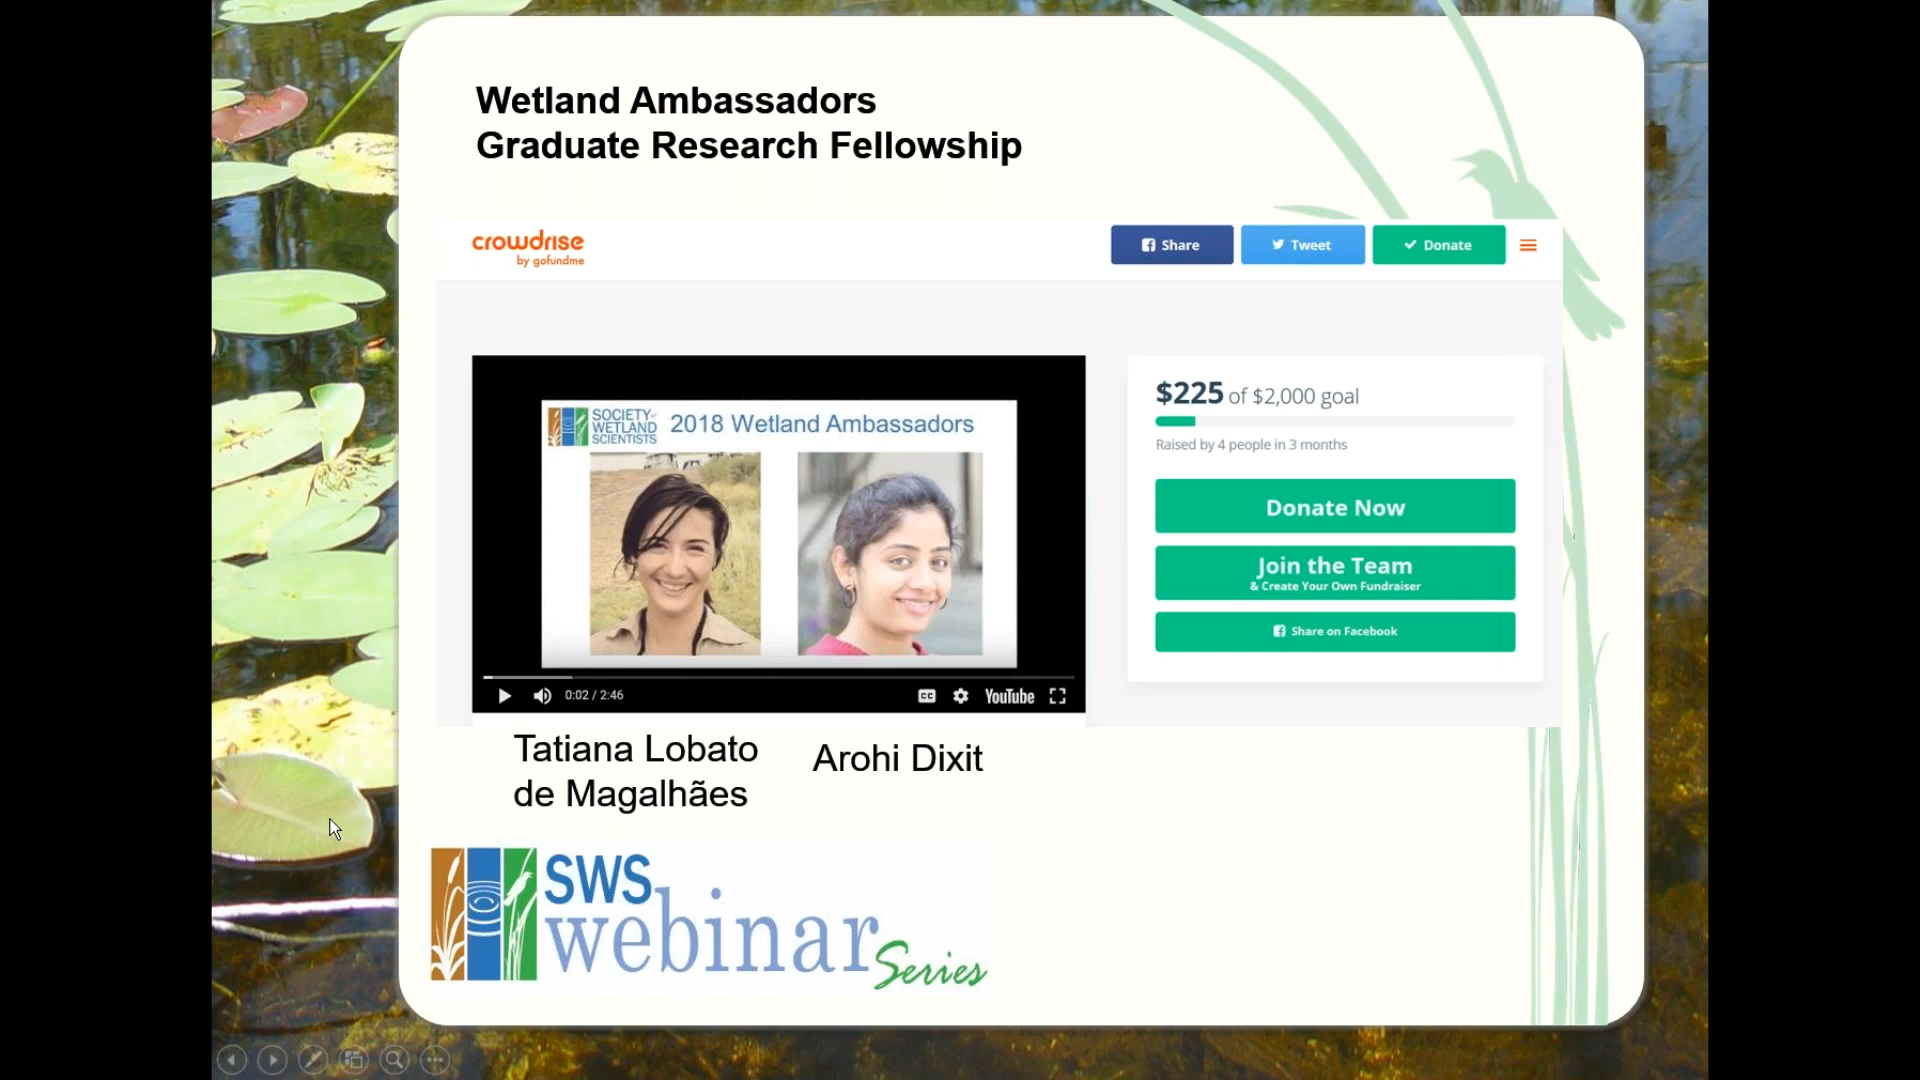 Wetland Ambassadors
Graduate Research Fellowship
crowdrise
by gofundme
Share
Tweet
Donate
SOCIETY of
WETLAND
SCIENTISTS
2018 Wetland Ambassadors
$225 of $2,000 goal
Raised by 4 people in 3 months
Donate Now
Join the Team
& Create Your Own Fundraiser
Share on Facebook
0:02 / 2:46
CC
YouTube
Tatiana Lobato
de Magalhães
Arohi Dixit
SWS
webinar
Series